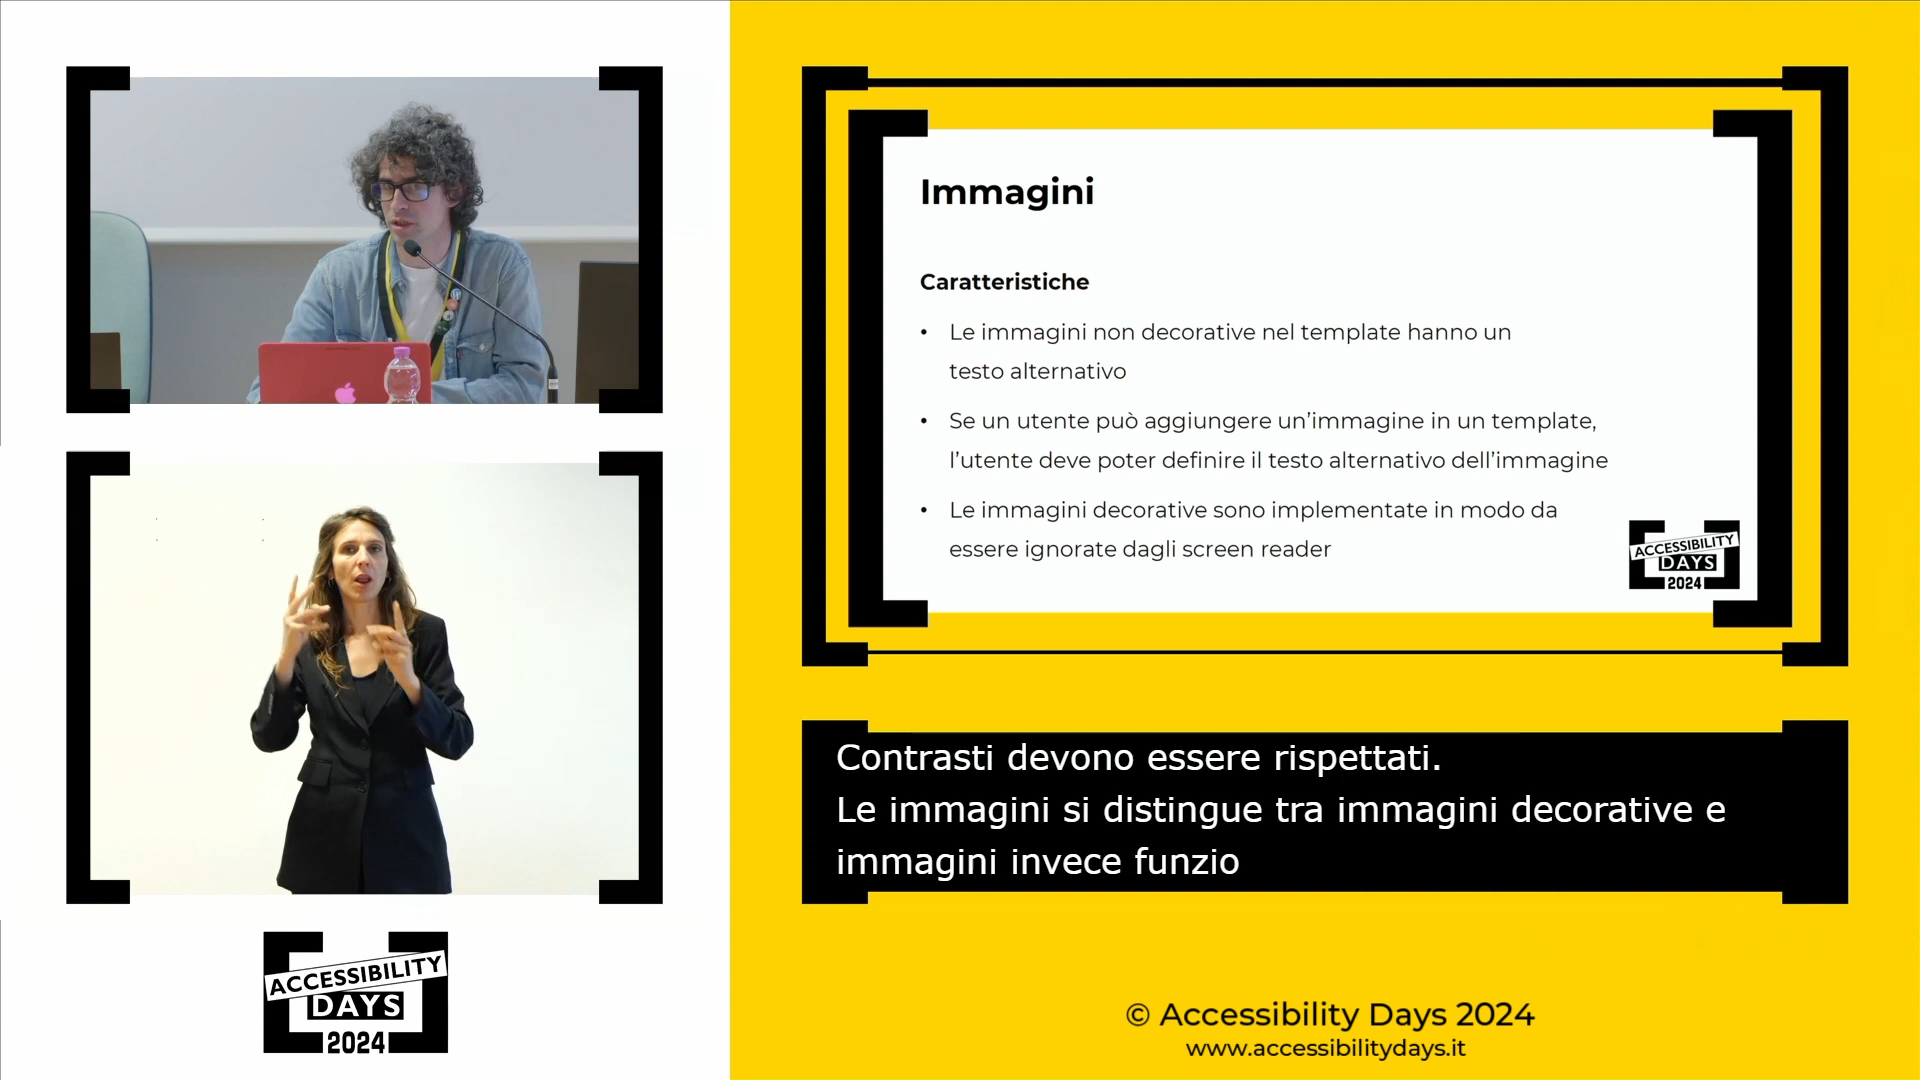 Immagini
Caratteristiche
• Le immagini non decorative nel template hanno un
testo alternativo
• Se un utente può aggiungere un’immagine in un template,
l’utente deve poter definire il testo alternativo dell’immagine
• Le immagini decorative sono implementate in modo da
essere ignorate dagli screen reader
ACCESSIBILITY
DAYS
2024
Contrasti devono essere rispettati.
Le immagini si distingue tra immagini decorative e
immagini invece funzio
ACCESSIBILITY
DAYS
2024
© Accessibility Days 2024
www.accessibilitydays.it